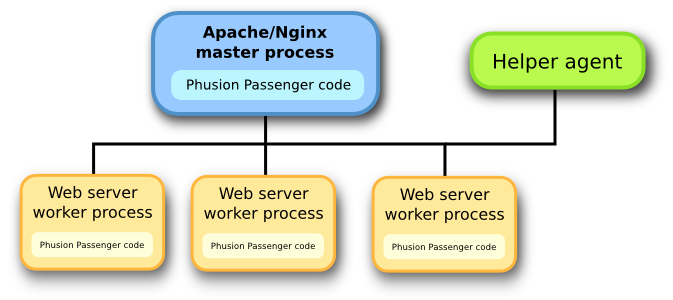 Apache/Nginx
master process
Phusion Passenger code
Helper agent
Web server
worker process
Phusion Passenger code
Web server
worker process
Phusion Passenger code
Web server
worker process
Phusion Passenger code